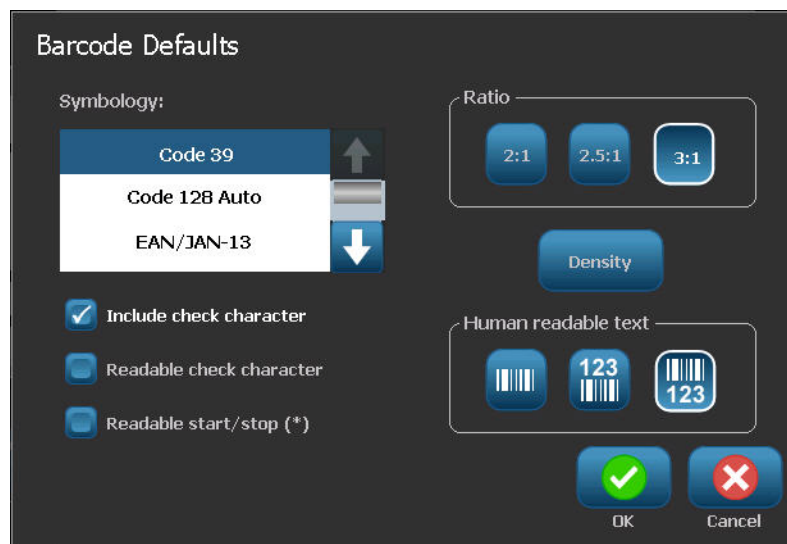 Barcode Defaults
Symbology:
Code 39
Code 128 Auto
EAN/JAN-13
Include check character
Readable check character
Readable start/stop (*)
Ratio
2:1
2.5:1
3:1
Density
Human readable text
123
123
OK
Cancel